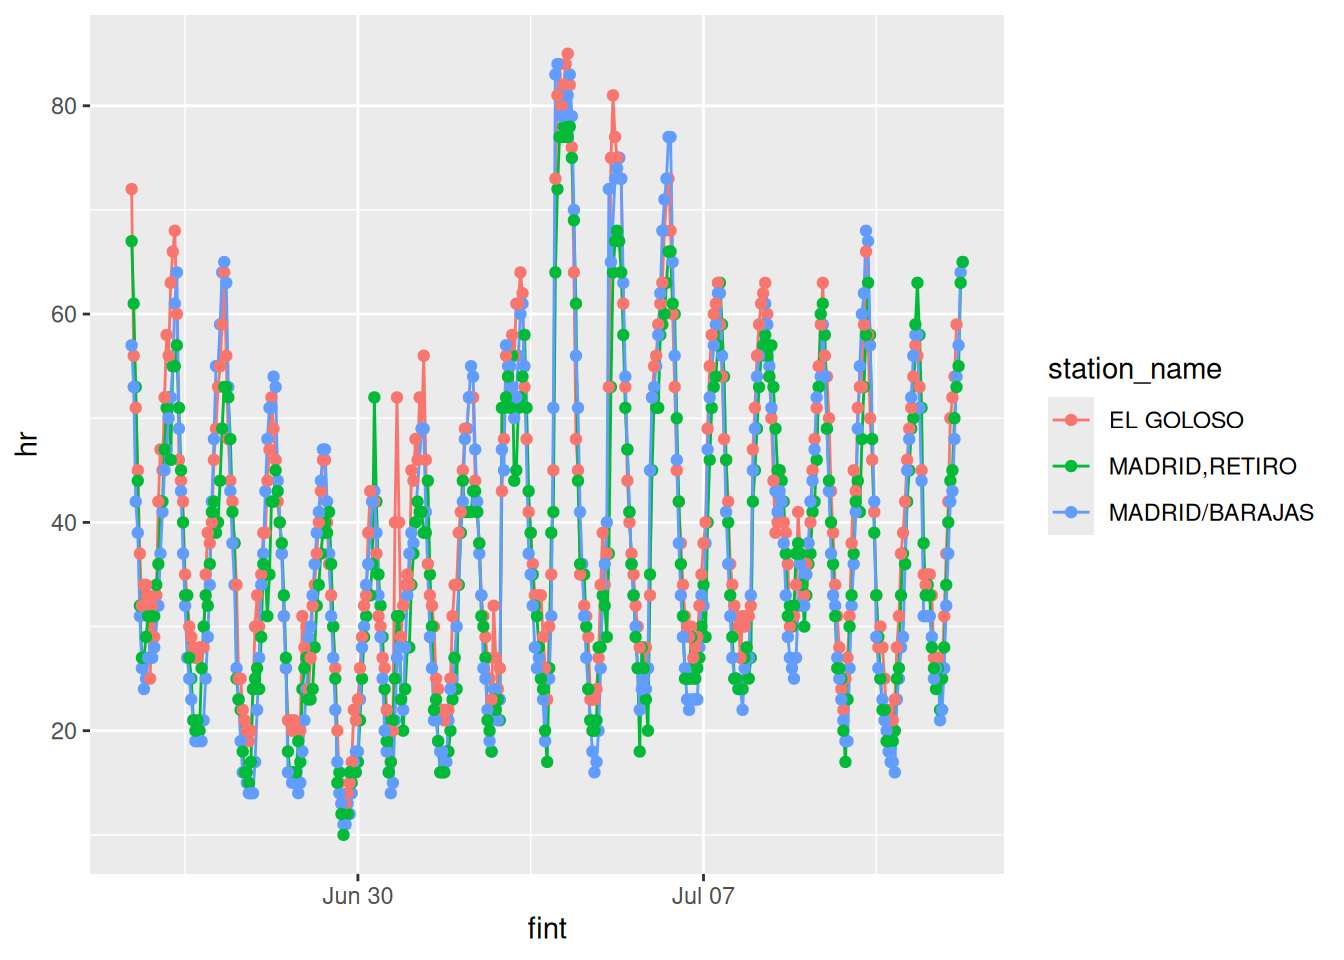 80
60
40
20
hr
Jun 30
Jul 07
fint
station_name
EL GOLOSO
MADRID,RETIRO
MADRID/BARAJAS